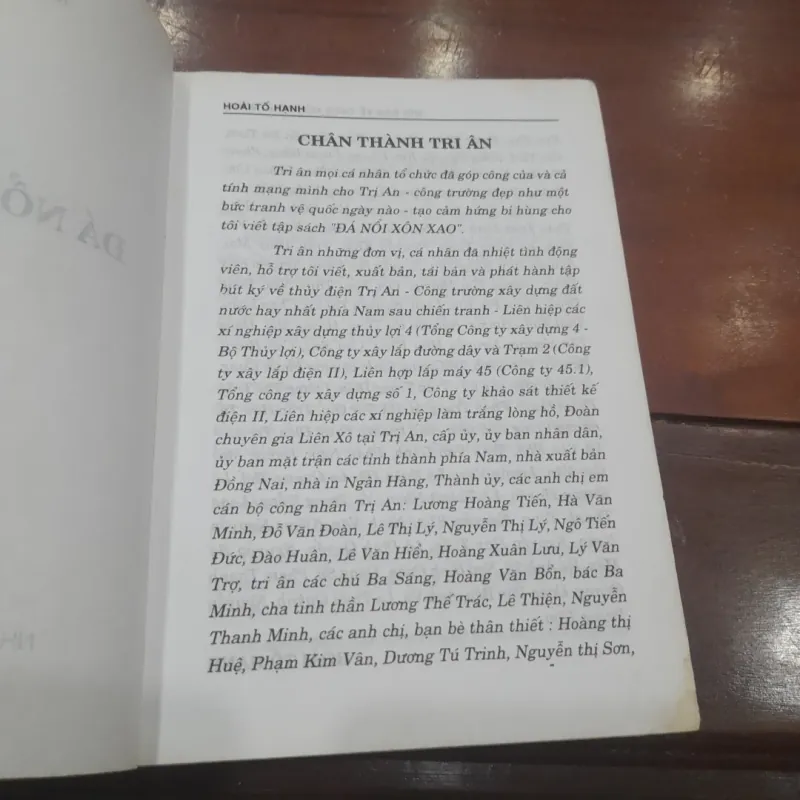 HOÀI TỐ HẠNH
CHÂN THÀNH TRI ÂN
Tri ân mọi cá nhân tổ chức đã góp công của và cả
tính mạng mình cho Trị An - công trường đẹp như một
bức tranh vệ quốc ngày nào - tạo cảm hứng bi hùng cho
tôi viết tập sách "ĐÁ NỔI XÔN XAO".
Tri ân những đơn vị, cá nhân đã nhiệt tình động
viên, hỗ trợ tôi viết, xuất bản, tái bản và phát hành tập
bút ký về thủy điện Trị An - Công trường xây dựng đất
nước hay nhất phía Nam sau chiến tranh - Liên hiệp các
xí nghiệp xây dựng thủy lợi 4 (Tổng Công ty xây dựng 4 -
Bộ Thủy lợi), Công ty xây lắp đường dây và Trạm 2 (Công
ty xây lắp điện II), Liên hợp lắp máy 45 (Công ty 45.1),
Tổng công ty xây dựng số 1, Công ty khảo sát thiết kế
điện II, Liên hiệp các xí nghiệp làm trắng lòng hồ, Đoàn
chuyên gia Liên Xô tại Trị An, cấp ủy, ủy ban nhân dân,
ủy ban mặt trận các tỉnh thành phía Nam, nhà xuất bản
Đồng Nai, nhà in Ngân Hàng, Thành ủy, các anh chị em
cán bộ công nhân Trị An: Lương Hoàng Tiến, Hà Văn
Minh, Đỗ Văn Đoàn, Lê Thị Lý, Nguyễn Thị Lý, Ngô Tiến
Đức, Đào Huân, Lê Văn Hiền, Hoàng Xuân Lưu, Lý Văn
Trợ, tri ân các chú Ba Sáng, Hoàng Văn Bổn, bác Ba
Minh, cha tinh thần Lương Thế Trác, Lê Thiện, Nguyễn
Thanh Minh, các anh chị, bạn bè thân thiết : Hoàng thị
Huệ, Phạm Kim Vân, Dương Tú Trinh, Nguyễn thị Sơn,